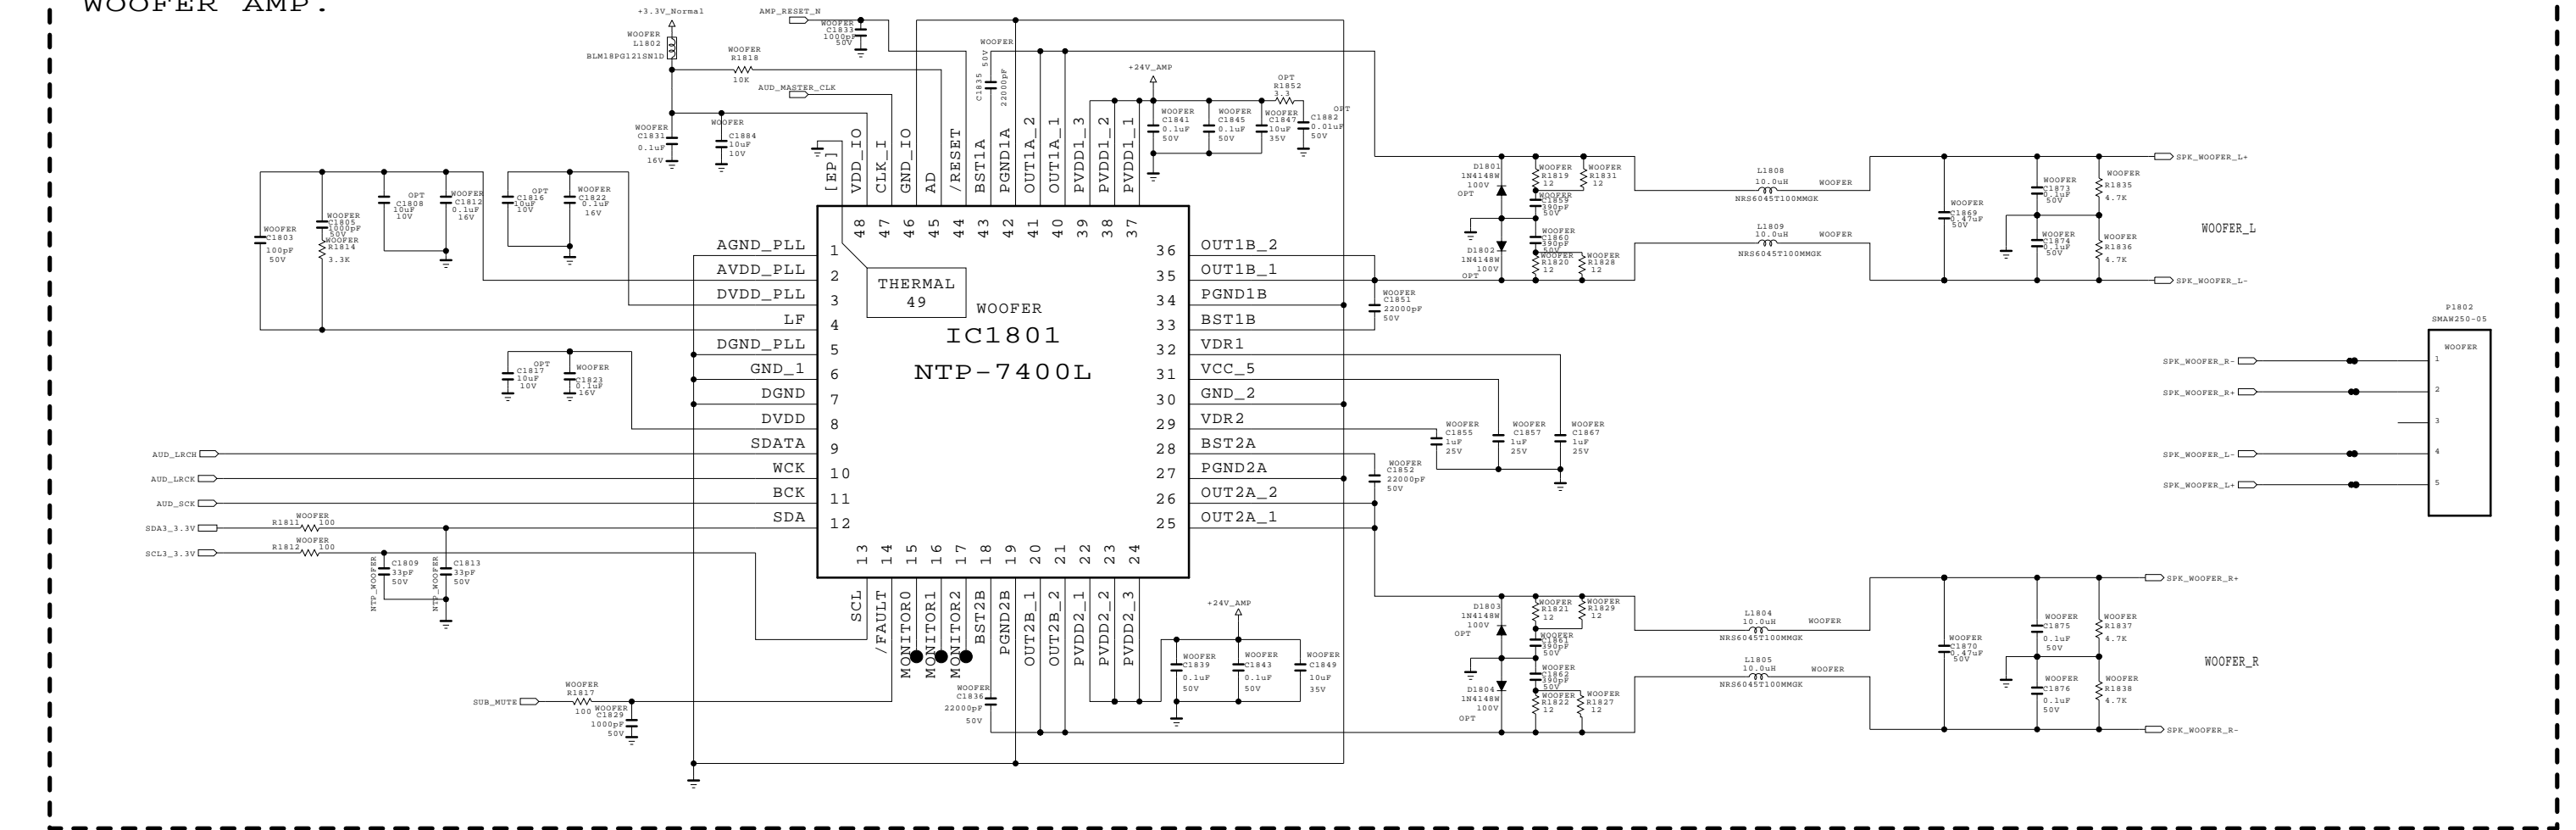 WOOFER AMP.
+3.3V_Normal
WOOFER
L1802
BLM18PG121SN1D
WOOFER
R1818
10K
AMP_RESET_N
WOOFER
C1833
1000pF
50V
AUD_MASTER_CLK
WOOFER
C1831
0.1uF
16V
WOOFER
C1884
10uF
10V
WOOFER
C1835
22000pF
50V
+24V_AMP
WOOFER
C1841
0.1uF
50V
WOOFER
C1845
0.1uF
50V
WOOFER
C1847
10uF
35V
OPT
R1852
3.3
OPT
C1882
0.01uF
50V
WOOFER
C1803
100pF
50V
WOOFER
C1805
1000pF
50V
WOOFER
R1814
3.3K
OPT
C1808
10uF
10V
WOOFER
C1812
0.1uF
16V
OPT
C1816
10uF
10V
WOOFER
C1822
0.1uF
16V
OPT
C1817
10uF
10V
WOOFER
C1823
0.1uF
16V
[EP]
VDD_IO
CLK_I
GND_IO
AD
/RESET
BST1A
PGND1A
OUT1A_2
OUT1A_1
PVDD1_3
PVDD1_2
PVDD1_1
48
47
46
45
44
43
42
41
40
39
38
37
AGND_PLL 1
AVDD_PLL 2
DVDD_PLL 3
LF 4
DGND_PLL 5
GND_1 6
DGND 7
DVDD 8
SDATA 9
WCK 10
BCK 11
SDA 12
THERMAL
49
WOOFER
IC1801
NTP-7400L
36 OUT1B_2
35 OUT1B_1
34 PGND1B
33 BST1B
32 VDR1
31 VCC_5
30 GND_2
29 VDR2
28 BST2A
27 PGND2A
26 OUT2A_2
25 OUT2A_1
13
14
15
16
17
18
19
20
21
22
23
24
SCL
/FAULT
MONITOR0
MONITOR1
MONITOR2
BST2B
PGND2B
OUT2B_1
OUT2B_2
PVDD2_1
PVDD2_2
PVDD2_3
AUD_LRCH
AUD_LRCK
AUD_SCK
SDA3_3.3V
WOOFER
R1811 100
SCL3_3.3V
WOOFER
R1812 100
NTP_WOOFER
C1809
33pF
50V
NTP_WOOFER
C1813
33pF
50V
SUB_MUTE
WOOFER
R1817
100
WOOFER
C1829
1000pF
50V
WOOFER
C1836
22000pF
50V
+24V_AMP
WOOFER
C1839
0.1uF
50V
WOOFER
C1843
0.1uF
50V
WOOFER
C1849
10uF
35V
WOOFER
C1851
22000pF
50V
WOOFER
C1852
22000pF
50V
WOOFER
C1855
1uF
25V
WOOFER
C1857
1uF
25V
WOOFER
C1867
1uF
25V
D1801
1N4148W
100V
OPT
D1802
1N4148W
100V
OPT
WOOFER
R1819
12
WOOFER
R1831
12
WOOFER
C1859
390pF
50V
WOOFER
C1860
390pF
50V
WOOFER
R1820
12
WOOFER
R1828
12
L1808
10.0uH
WOOFER
NRS6045T100MMGK
L1809
10.0uH
WOOFER
NRS6045T100MMGK
WOOFER
C1869
0.47uF
50V
WOOFER
C1873
0.1uF
50V
WOOFER
C1874
0.1uF
50V
WOOFER
R1835
4.7K
WOOFER
R1836
4.7K
SPK_WOOFER_L+
WOOFER_L
SPK_WOOFER_L-
P1802
SMAW250-05
WOOFER
SPK_WOOFER_R- 1
SPK_WOOFER_R+ 2
3
SPK_WOOFER_L- 4
SPK_WOOFER_L+ 5
D1803
1N4148W
100V
OPT
D1804
1N4148W
100V
OPT
WOOFER
R1821
12
WOOFER
R1829
12
WOOFER
C1861
390pF
50V
WOOFER
C1862
390pF
50V
WOOFER
R1822
12
WOOFER
R1827
12
L1804
10.0uH
WOOFER
NRS6045T100MMGK
L1805
10.0uH
WOOFER
NRS6045T100MMGK
WOOFER
C1870
0.47uF
50V
WOOFER
C1875
0.1uF
50V
WOOFER
C1876
0.1uF
50V
WOOFER
R1837
4.7K
WOOFER
R1838
4.7K
SPK_WOOFER_R+
WOOFER_R
SPK_WOOFER_R-